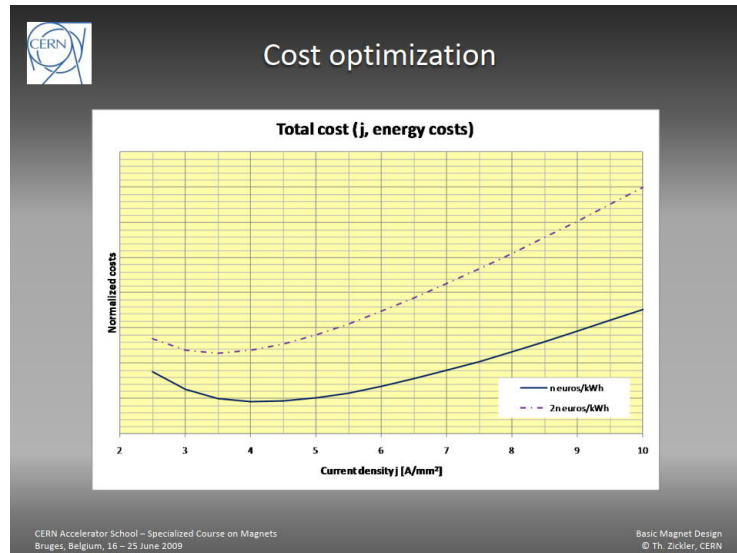 CERN
Cost optimization
Total cost (j, energy costs)
Normalized costs
n euros/kWh
2n euros/kWh
2 3 4 5 6 7 8 9 10
Current density j [A/mm²]
CERN Accelerator School – Specialized Course on Magnets
Bruges, Belgium, 16 – 25 June 2009
Basic Magnet Design
© Th. Zickler, CERN